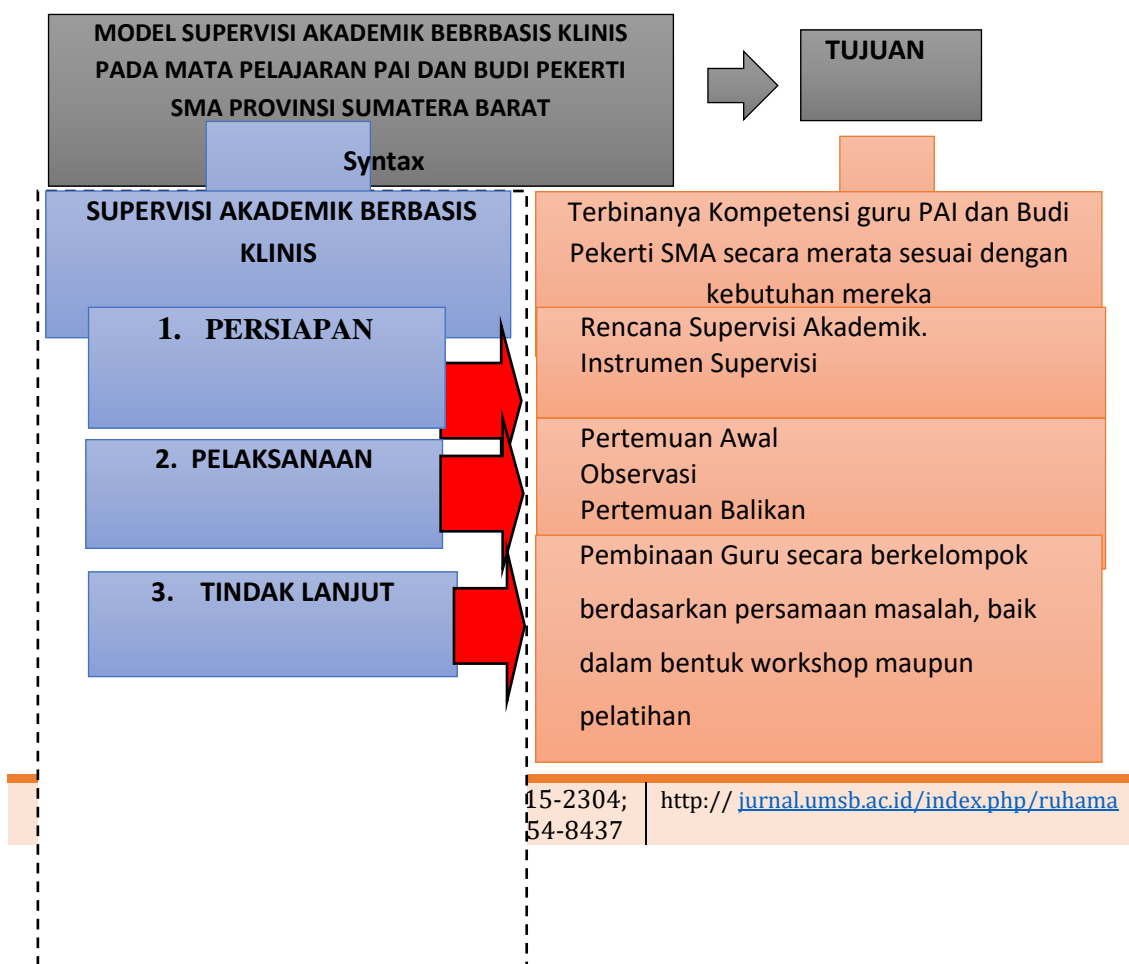 MODEL SUPERVISI AKADEMIK BEBRBASIS KLINIS
PADA MATA PELAJARAN PAI DAN BUDI PEKERTI
SMA PROVINSI SUMATERA BARAT
Syntax
TUJUAN
SUPERVISI AKADEMIK BERBASIS
KLINIS
Terbinanya Kompetensi guru PAI dan Budi
Pekerti SMA secara merata sesuai dengan
kebutuhan mereka
1. PERSIAPAN
Rencana Supervisi Akademik.
Instrumen Supervisi
2. PELAKSANAAN
Pertemuan Awal
Observasi
Pertemuan Balikan
3. TINDAK LANJUT
Pembinaan Guru secara berkelompok
berdasarkan persamaan masalah, baik
dalam bentuk workshop maupun
pelatihan
15-2304;
54-8437
http:// jurnal.umsb.ac.id/index.php/ruhama